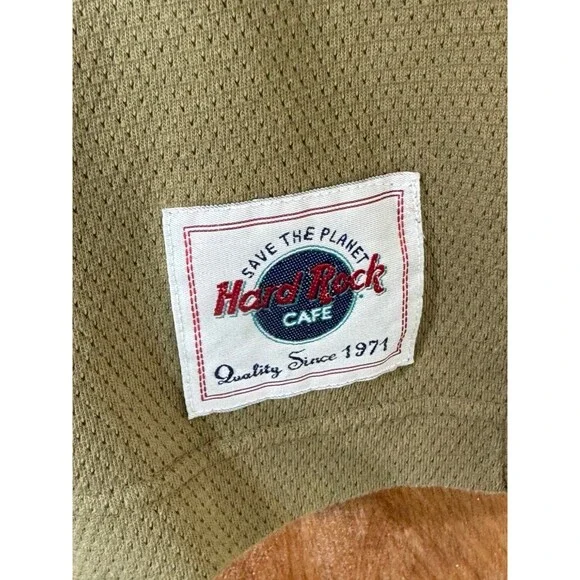 SAVE THE PLANET
Hard Rock
CAFE
Quality Since 1971